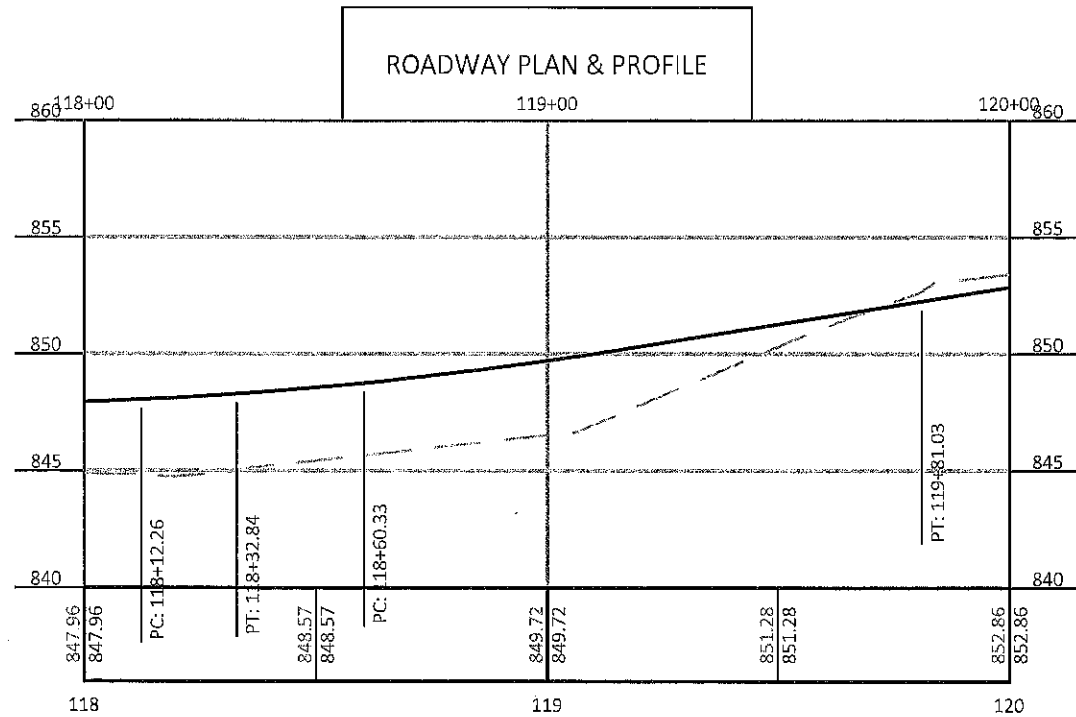 ROADWAY PLAN & PROFILE
118+00 119+00 120+00
860 860
855 855
850 850
845 845
840 840
PC: 118+12.26
PT: 118+32.84
PC: 118+60.33
PT: 119+81.03
847.96 848.57 849.72 851.28 852.86
847.96 848.57 849.72 851.28 852.86
118 119 120